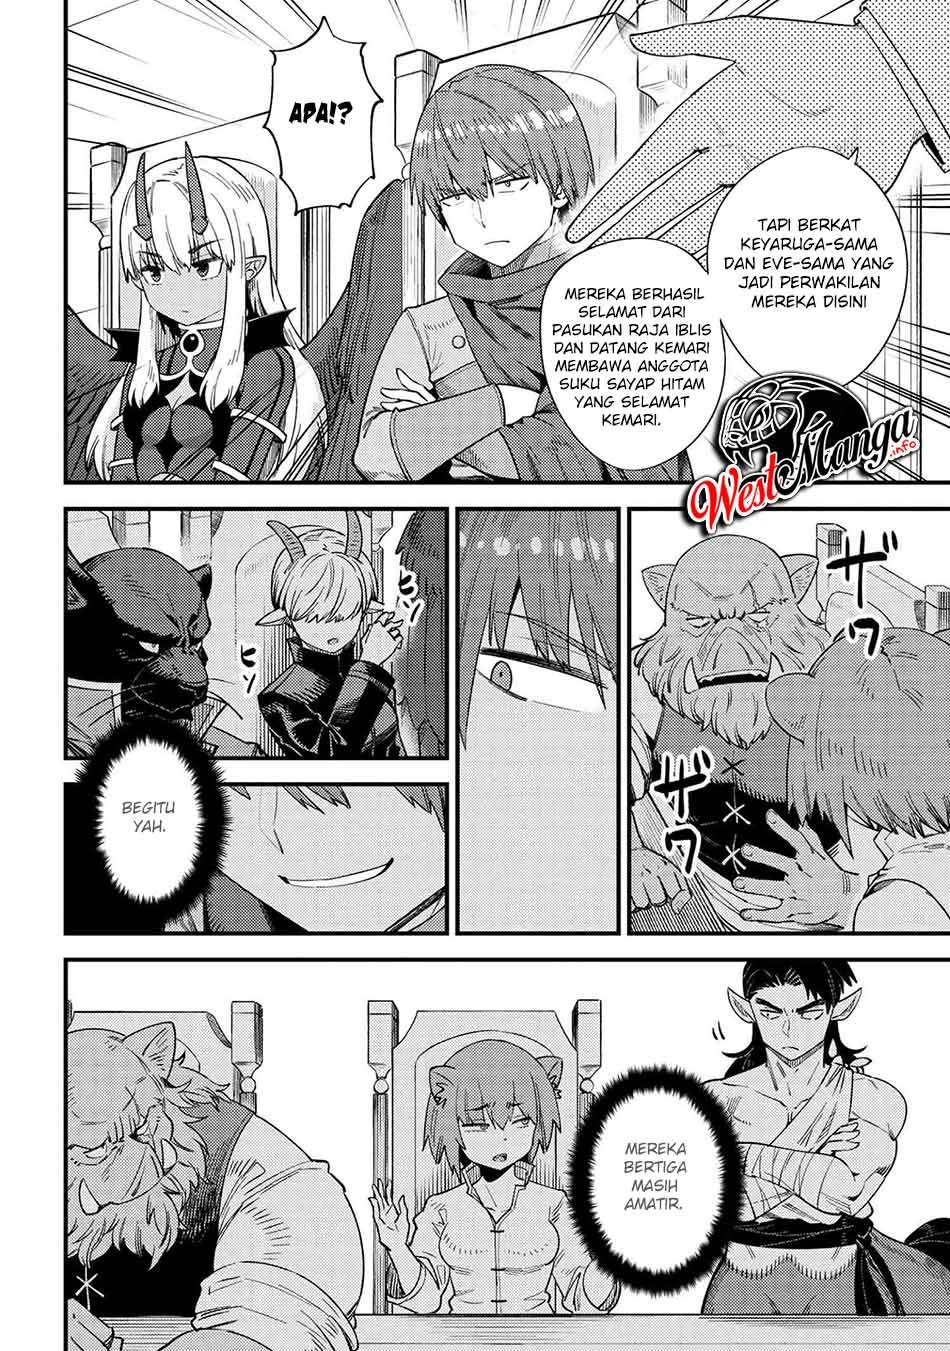 TAPI BERKAT
KEYARUGA-SAMA
DAN EVE-SAMA YANG
JADI PERWAKILAN
MEREKA DISINI!
MEREKA BERHASIL
SELAMAT DARI
PASUKAN RAJA IBLIS
DAN DATANG KEMARI
MEMBAWA ANGGOTA
SUKU SAYAP HITAM
YANG SELAMAT
KEMARI.
APA!?
WESTMANGA
.info
ザワ
ザワ
ヒソ
ヒソ
BEGITU
YAH.
MEREKA
BERTIGA
MASIH
AMATIR.